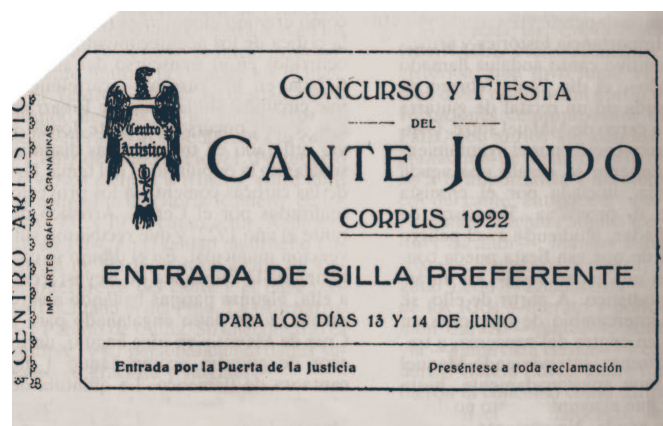 CONCURSO Y FIESTA
DEL
CANTE JONDO
CORPUS 1922
ENTRADA DE SILLA PREFERENTE
PARA LOS DÍAS 13 Y 14 DE JUNIO
Entrada por la Puerta de la Justicia
Preséntese a toda reclamación
Centro
Artístico
CENTRO ARTÍSTICO
IMP. ARTES GRÁFICAS GRANADINAS